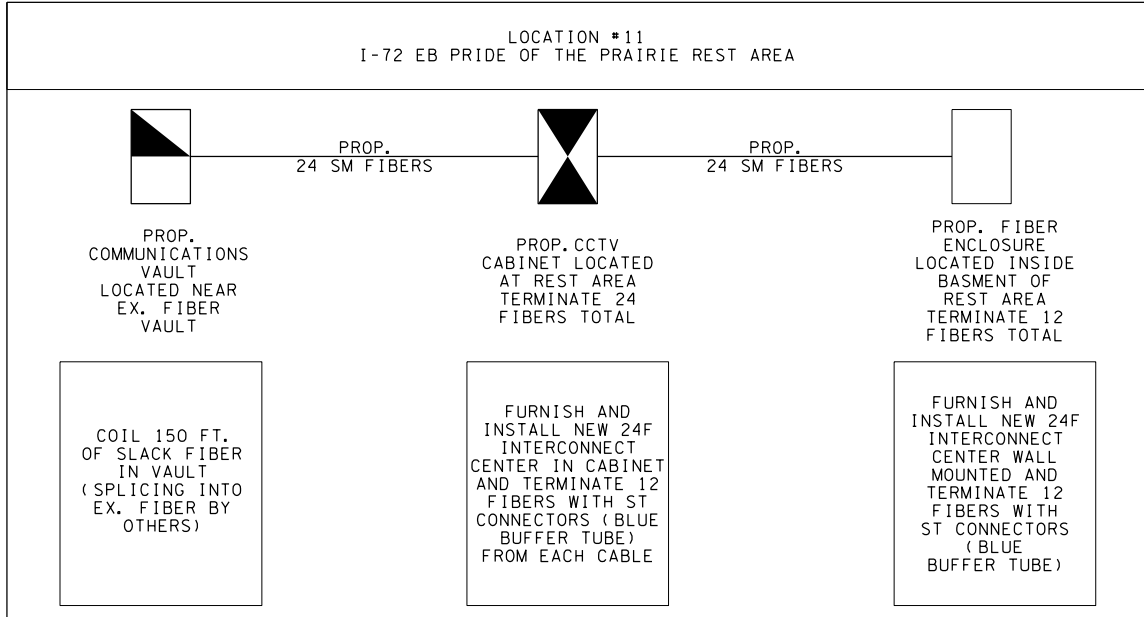 LOCATION #11
I-72 EB PRIDE OF THE PRAIRIE REST AREA
PROP.
24 SM FIBERS
PROP.
24 SM FIBERS
PROP.
COMMUNICATIONS
VAULT
LOCATED NEAR
EX. FIBER
VAULT
PROP. CCTV
CABINET LOCATED
AT REST AREA
TERMINATE 24
FIBERS TOTAL
PROP. FIBER
ENCLOSURE
LOCATED INSIDE
BASMENT OF
REST AREA
TERMINATE 12
FIBERS TOTAL
COIL 150 FT.
OF SLACK FIBER
IN VAULT
(SPLICING INTO
EX. FIBER BY
OTHERS)
FURNISH AND
INSTALL NEW 24F
INTERCONNECT
CENTER IN CABINET
AND TERMINATE 12
FIBERS WITH ST
CONNECTORS (BLUE
BUFFER TUBE)
FROM EACH CABLE
FURNISH AND
INSTALL NEW 24F
INTERCONNECT
CENTER WALL
MOUNTED AND
TERMINATE 12
FIBERS WITH
ST CONNECTORS
(BLUE
BUFFER TUBE)